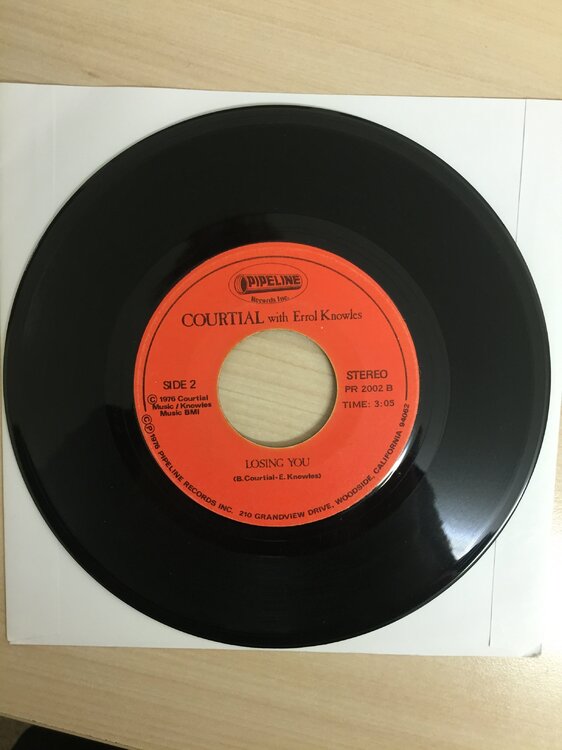 PIPELINE
Records Inc.
COURTIAL with Errol Knowles
SIDE 2
© 1976 Courtial
Music / Knowles
Music BMI
STEREO
PR 2002 B
TIME: 3:05
LOSING YOU
(B. Courtial-E. Knowles)
©℗1976 PIPELINE RECORDS INC. 210 GRANDVIEW DRIVE, WOODSIDE, CALIFORNIA 94062